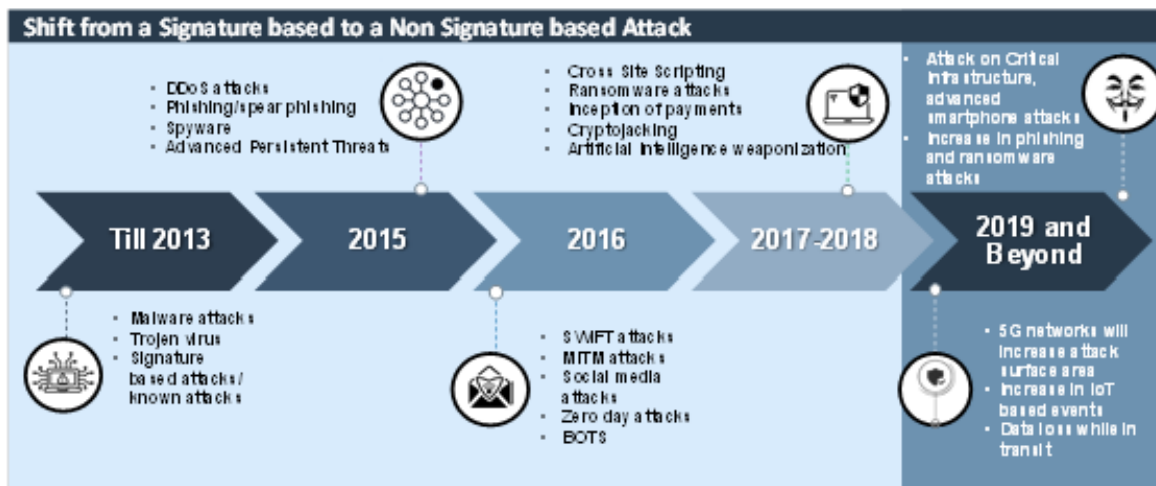 Shift from a Signature based to a Non Signature based Attack
DDoS attacks
Phishing/spear phishing
Spyware
Advanced Persistent Threats
Cross Site Scripting
Ransomware attacks
Inception of payments
Cryptojacking
Artificial Intelligence weaponization
Attack on Critical
Infrastructure,
advanced
smartphone attacks
Increase in phishing
and ransomware
attacks
Till 2013
2015
2016
2017-2018
2019 and
Beyond
Malware attacks
Trojen virus
Signature
based attacks/
known attacks
SWIFT attacks
MITM attacks
Social media
attacks
Zero day attacks
BOTS
5G networks will
increase attack
surface area
Increase in IoT
based events
Data loss while in
transit